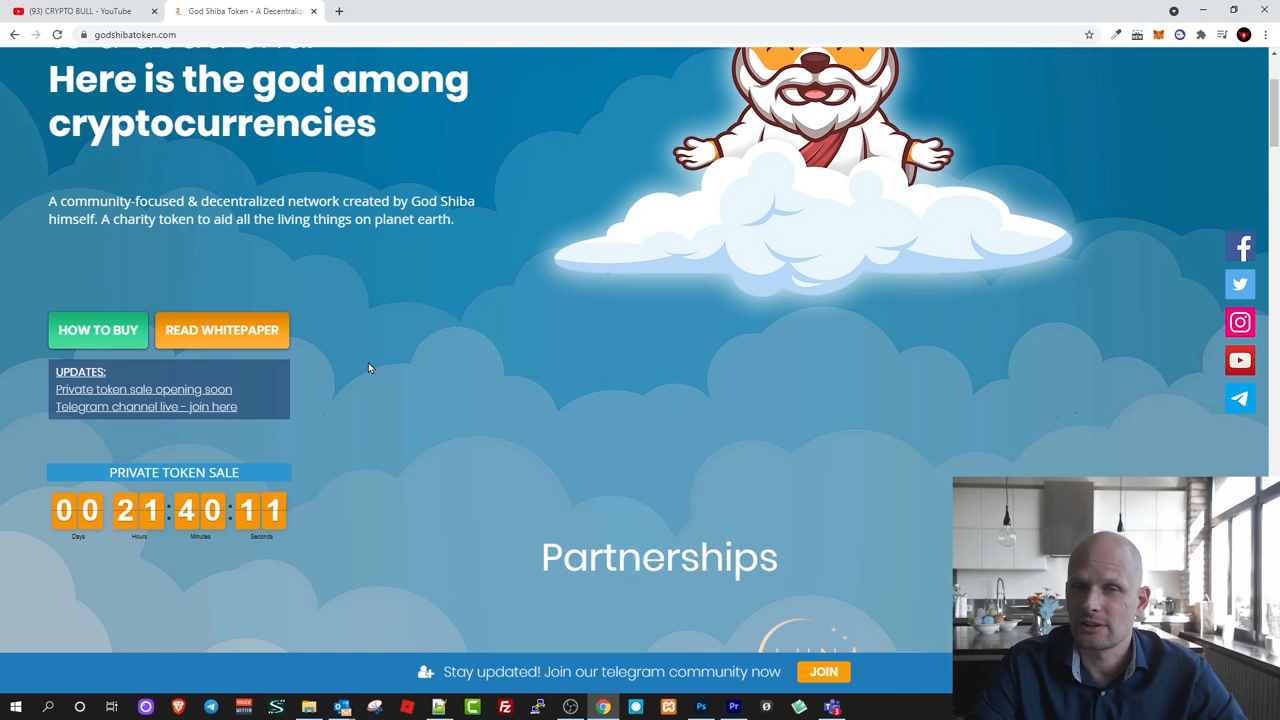 (93) CRYPTO BULL - YouTube
God Shiba Token - A Decentraliz
godshibatoken.com
Here is the god among
cryptocurrencies
A community-focused & decentralized network created by God Shiba
himself. A charity token to aid all the living things on planet earth.
HOW TO BUY
READ WHITEPAPER
UPDATES:
Private token sale opening soon
Telegram channel live - join here
PRIVATE TOKEN SALE
00 21:40:11
Days Hours Minutes Seconds
Partnerships
LUNA
Stay updated! Join our telegram community now
JOIN